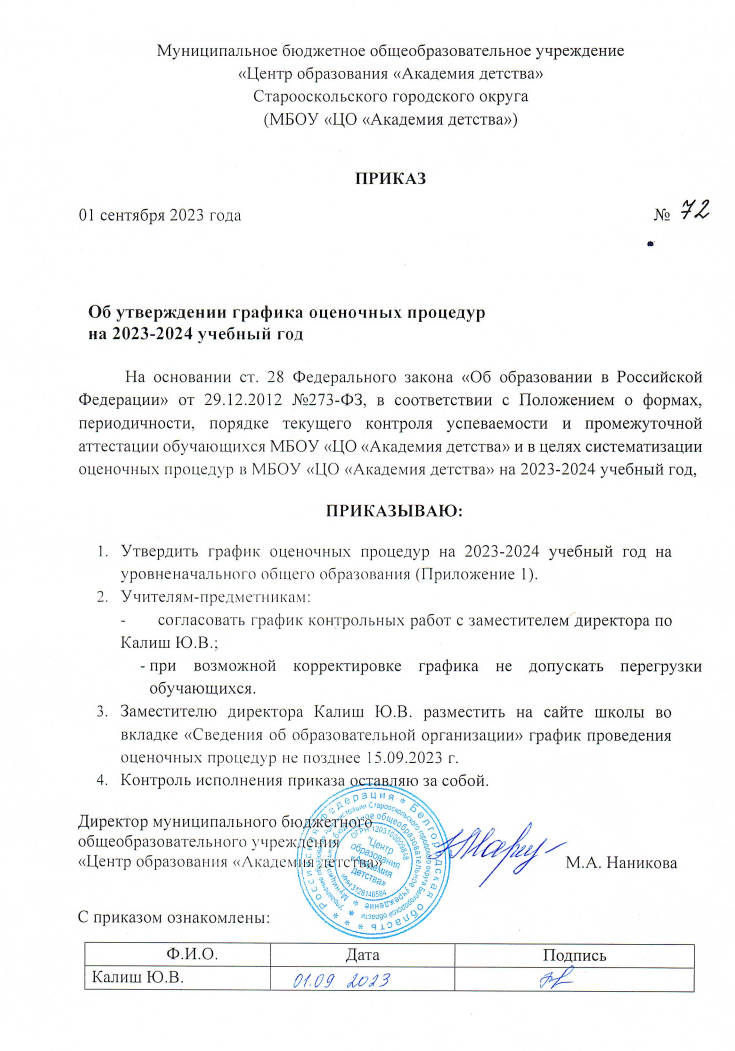 Муниципальное бюджетное общеобразовательное учреждение
«Центр образования «Академия детства»
Старооскольского городского округа
(МБОУ «ЦО «Академия детства»)
ПРИКАЗ
01 сентября 2023 года № 72
Об утверждении графика оценочных процедур
на 2023-2024 учебный год
На основании ст. 28 Федерального закона «Об образовании в Российской
Федерации» от 29.12.2012 №273-ФЗ, в соответствии с Положением о формах,
периодичности, порядке текущего контроля успеваемости и промежуточной
аттестации обучающихся МБОУ «ЦО «Академия детства» и в целях систематизации
оценочных процедур в МБОУ «ЦО «Академия детства» на 2023-2024 учебный год,
ПРИКАЗЫВАЮ:
1. Утвердить график оценочных процедур на 2023-2024 учебный год на
уровненачального общего образования (Приложение 1).
2. Учителям-предметникам:
- согласовать график контрольных работ с заместителем директора по
Калиш Ю.В.;
- при возможной корректировке графика не допускать перегрузки
обучающихся.
3. Заместителю директора Калиш Ю.В. разместить на сайте школы во
вкладке «Сведения об образовательной организации» график проведения
оценочных процедур не позднее 15.09.2023 г.
4. Контроль исполнения приказа оставляю за собой.
Директор муниципального бюджетного
общеобразовательного учреждения
«Центр образования «Академия детства» М.А. Наникова
Российская Федерация * Белгородская область
"Центр
образования
«Академия
детства»
С приказом ознакомлены:
Ф.И.О. Дата Подпись
Калиш Ю.В. 01.09 2023